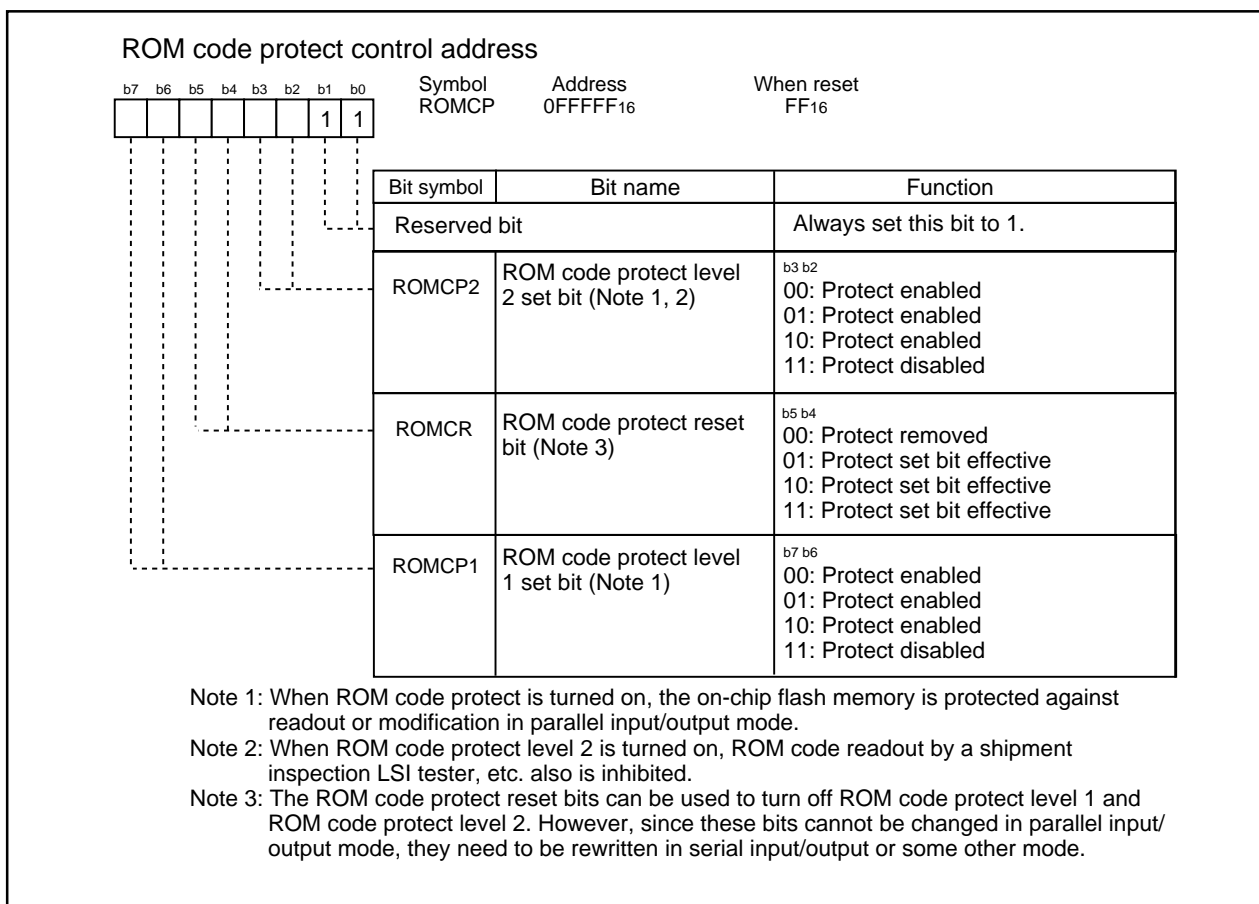 ROM code protect control address
b7 b6 b5 b4 b3 b2 b1 b0
1 1
Symbol Address When reset
ROMCP 0FFFFF16 FF16
Bit symbol Bit name Function
Reserved bit Always set this bit to 1.
ROMCP2
ROM code protect level
2 set bit (Note 1, 2)
b3 b2
00: Protect enabled
01: Protect enabled
10: Protect enabled
11: Protect disabled
ROMCR
ROM code protect reset
bit (Note 3)
b5 b4
00: Protect removed
01: Protect set bit effective
10: Protect set bit effective
11: Protect set bit effective
ROMCP1
ROM code protect level
1 set bit (Note 1)
b7 b6
00: Protect enabled
01: Protect enabled
10: Protect enabled
11: Protect disabled
Note 1: When ROM code protect is turned on, the on-chip flash memory is protected against
readout or modification in parallel input/output mode.
Note 2: When ROM code protect level 2 is turned on, ROM code readout by a shipment
inspection LSI tester, etc. also is inhibited.
Note 3: The ROM code protect reset bits can be used to turn off ROM code protect level 1 and
ROM code protect level 2. However, since these bits cannot be changed in parallel input/
output mode, they need to be rewritten in serial input/output or some other mode.